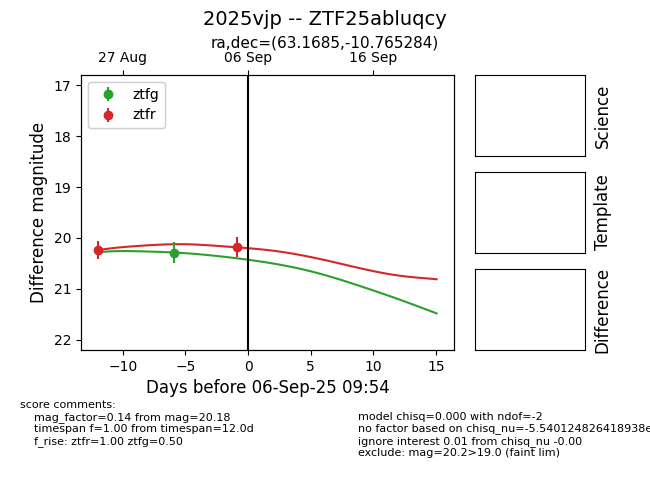 2025vjp -- ZTF25abluqcy
ra,dec=(63.1685,-10.765284)
27 Aug 06 Sep 16 Sep
ztfg
ztfr
17
18
19
20
21
22
Difference magnitude
−10 −5 0 5 10 15
Days before 06-Sep-25 09:54
Science
Template
Difference
score comments:
mag_factor=0.14 from mag=20.18
timespan f=1.00 from timespan=12.0d
f_rise: ztfr=1.00 ztfg=0.50
model chisq=0.000 with ndof=-2
no factor based on chisq_nu=-5.540124826418938e
ignore interest 0.01 from chisq_nu -0.00
exclude: mag=20.2>19.0 (faint lim)